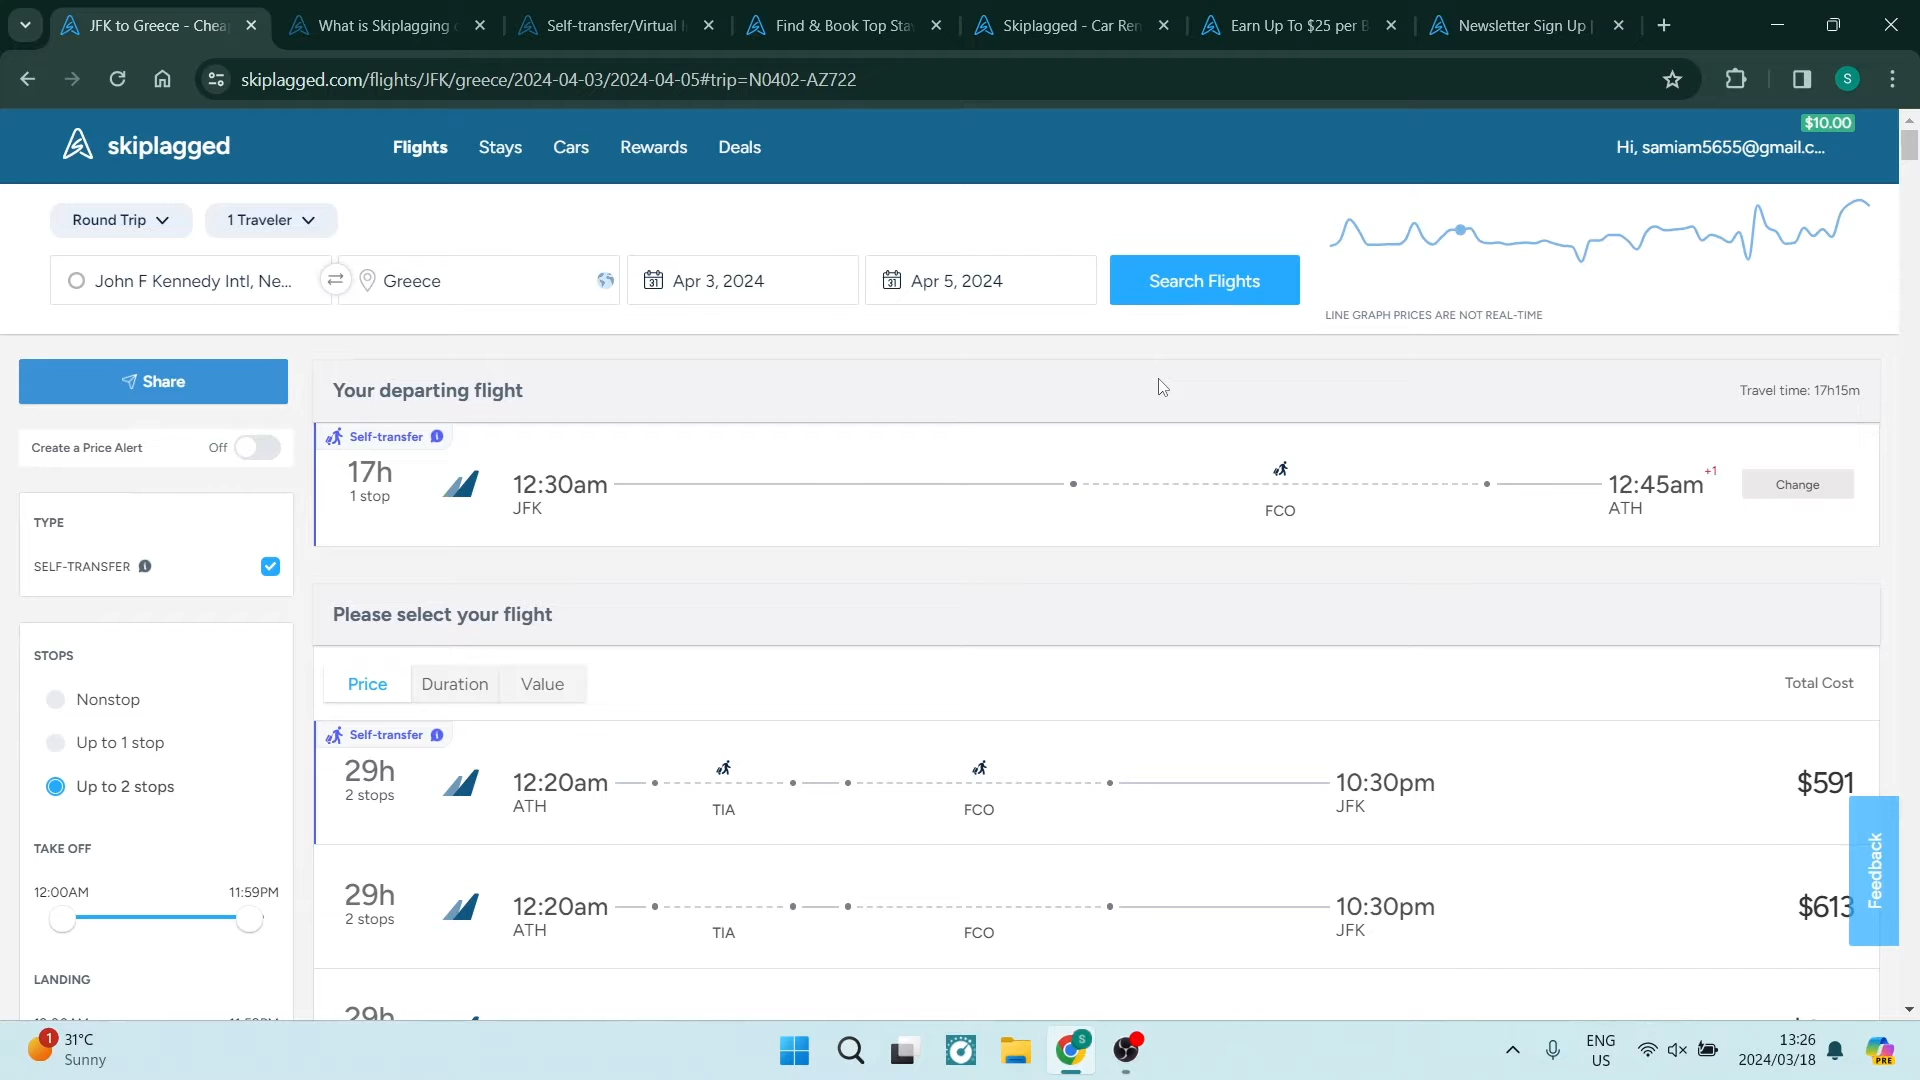 JFK to Greece - Chea
What is Skiplagging
Self-transfer/Virtual
Find & Book Top Sta
Skiplagged - Car Ren
Earn Up To $25 per B
Newsletter Sign Up |
skiplagged.com/flights/JFK/greece/2024-04-03/2024-04-05#trip=N0402-AZ722
S
skiplagged
Flights Stays Cars Rewards Deals
$10.00
Hi, samiam5655@gmail.c...
Round Trip
1 Traveler
John F Kennedy Intl, Ne...
Greece
31 Apr 3, 2024
31 Apr 5, 2024
Search Flights
LINE GRAPH PRICES ARE NOT REAL-TIME
Share
Create a Price Alert Off
TYPE
SELF-TRANSFER
STOPS
Nonstop
Up to 1 stop
Up to 2 stops
TAKE OFF
12:00AM 11:59PM
LANDING
Your departing flight
Travel time: 17h15m
Self-transfer
17h
1 stop
12:30am
JFK
FCO
12:45am +1
ATH
Change
Please select your flight
Price Duration Value
Total Cost
Self-transfer
29h
2 stops
12:20am
ATH
TIA
FCO
10:30pm
JFK
$591
29h
2 stops
12:20am
ATH
TIA
FCO
10:30pm
JFK
$613
29h
Feedback
1
31°C
Sunny
S
ENG
US
13:26
2024/03/18
PRE